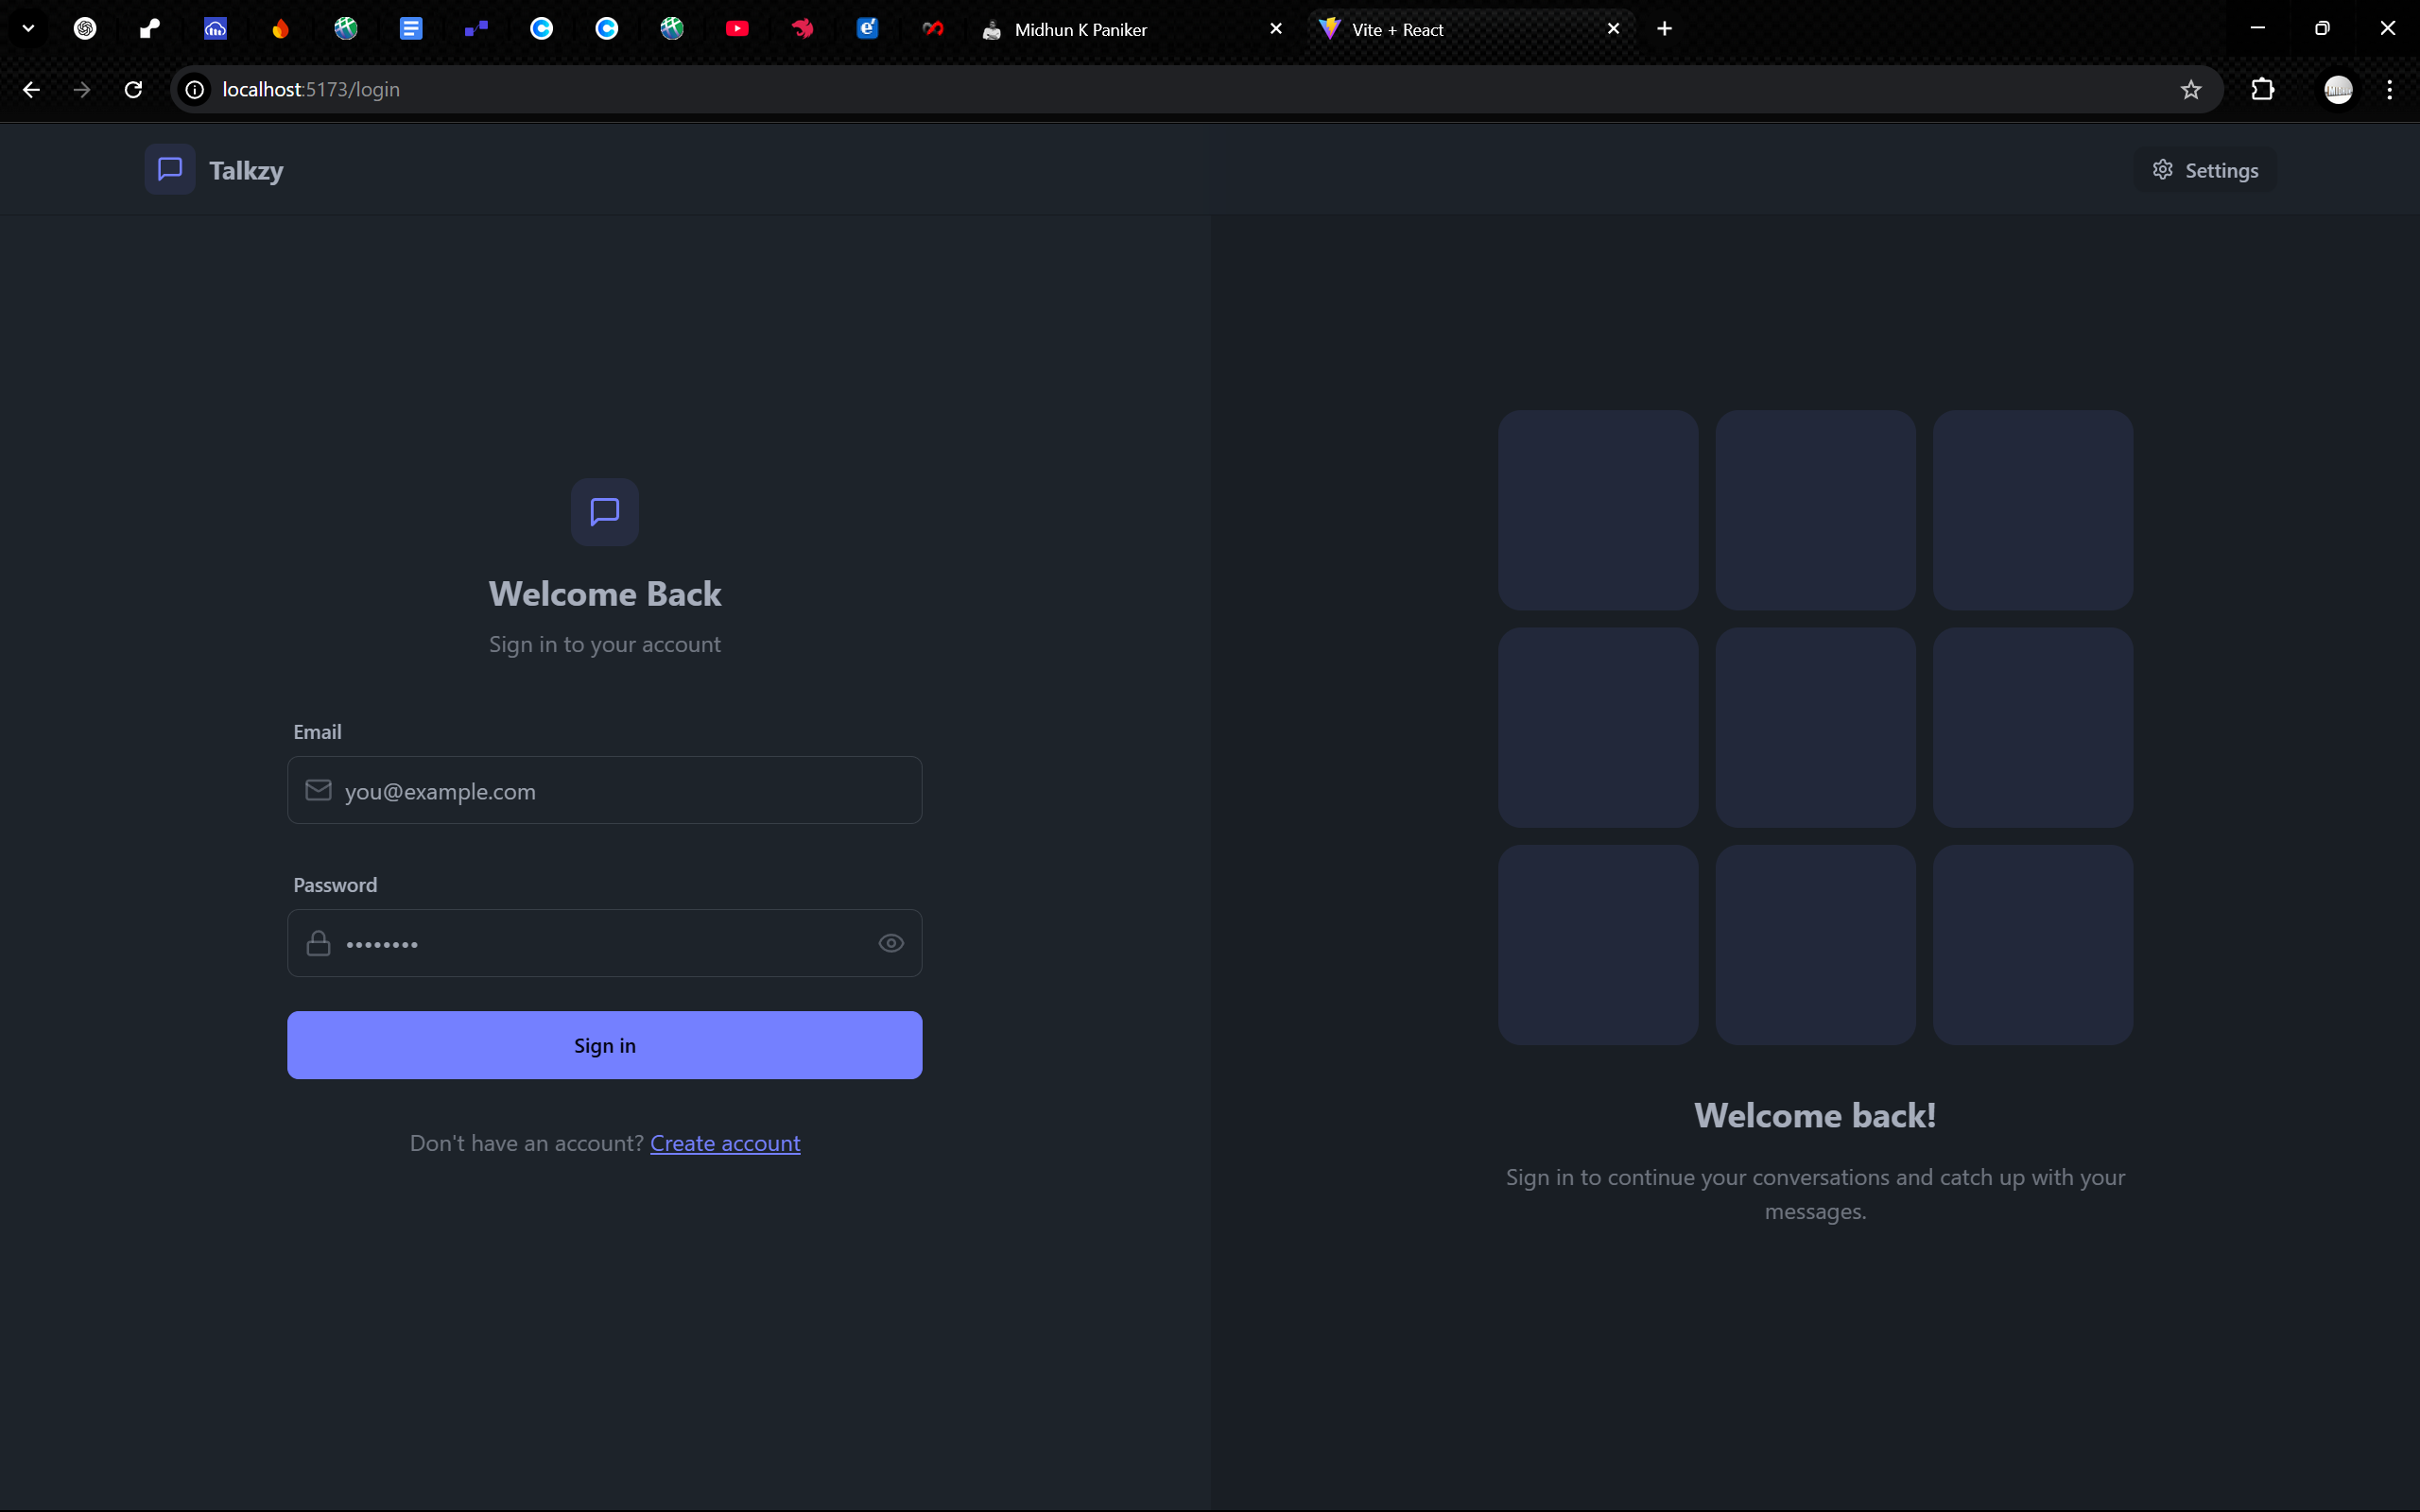 Midhun K Paniker
Vite + React
localhost:5173/login
Talkzy
Settings
Welcome Back
Sign in to your account
Email
you@example.com
Password
••••••••
Sign in
Don't have an account? Create account
Welcome back!
Sign in to continue your conversations and catch up with your
messages.